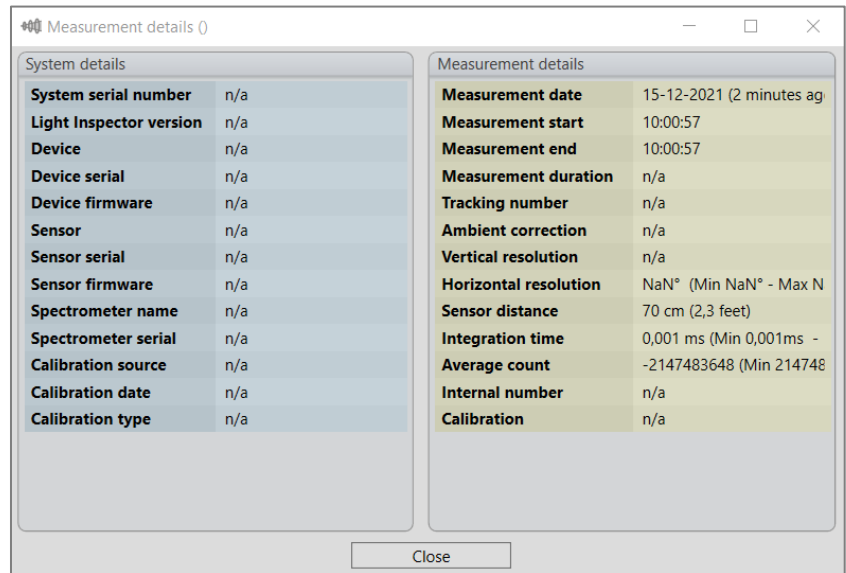 Measurement details ()
System details
System serial number n/a
Light Inspector version n/a
Device n/a
Device serial n/a
Device firmware n/a
Sensor n/a
Sensor serial n/a
Sensor firmware n/a
Spectrometer name n/a
Spectrometer serial n/a
Calibration source n/a
Calibration date n/a
Calibration type n/a
Measurement details
Measurement date 15-12-2021 (2 minutes ag
Measurement start 10:00:57
Measurement end 10:00:57
Measurement duration n/a
Tracking number n/a
Ambient correction n/a
Vertical resolution n/a
Horizontal resolution NaN° (Min NaN° - Max N
Sensor distance 70 cm (2,3 feet)
Integration time 0,001 ms (Min 0,001ms -
Average count -2147483648 (Min 214748
Internal number n/a
Calibration n/a
Close